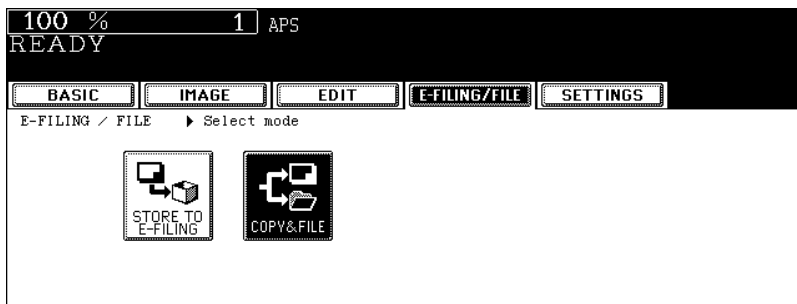 100 % 1 APS
READY
BASIC IMAGE EDIT E-FILING/FILE SETTINGS
E-FILING / FILE ▶ Select mode
STORE TO
E-FILING
COPY&FILE